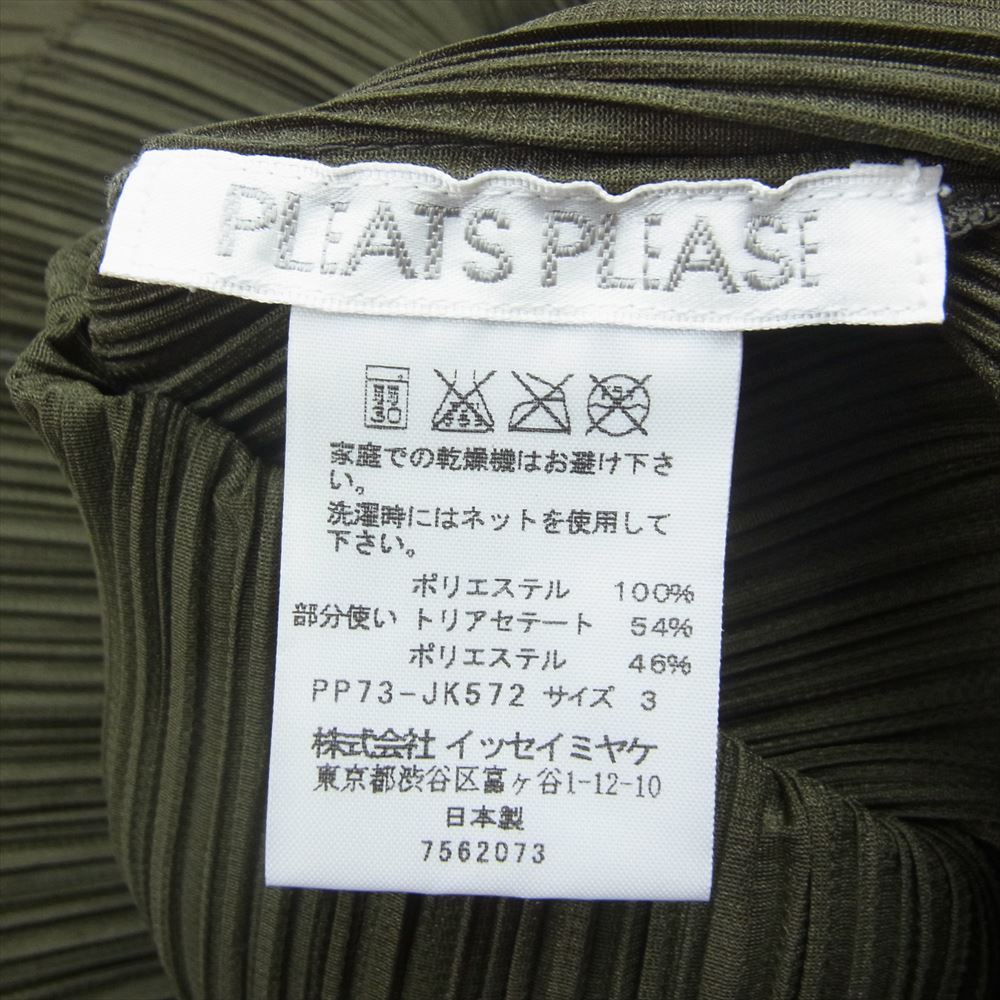 PLEATS PLEASE
弱
30
家庭での乾燥機はお避け下さ
い。
洗濯時にはネットを使用して
下さい。
ポリエステル 100%
部分使い トリアセテート 54%
ポリエステル 46%
PP73-JK572 サイズ 3
株式会社 イッセイミヤケ
東京都渋谷区富ヶ谷1-12-10
日本製
7562073